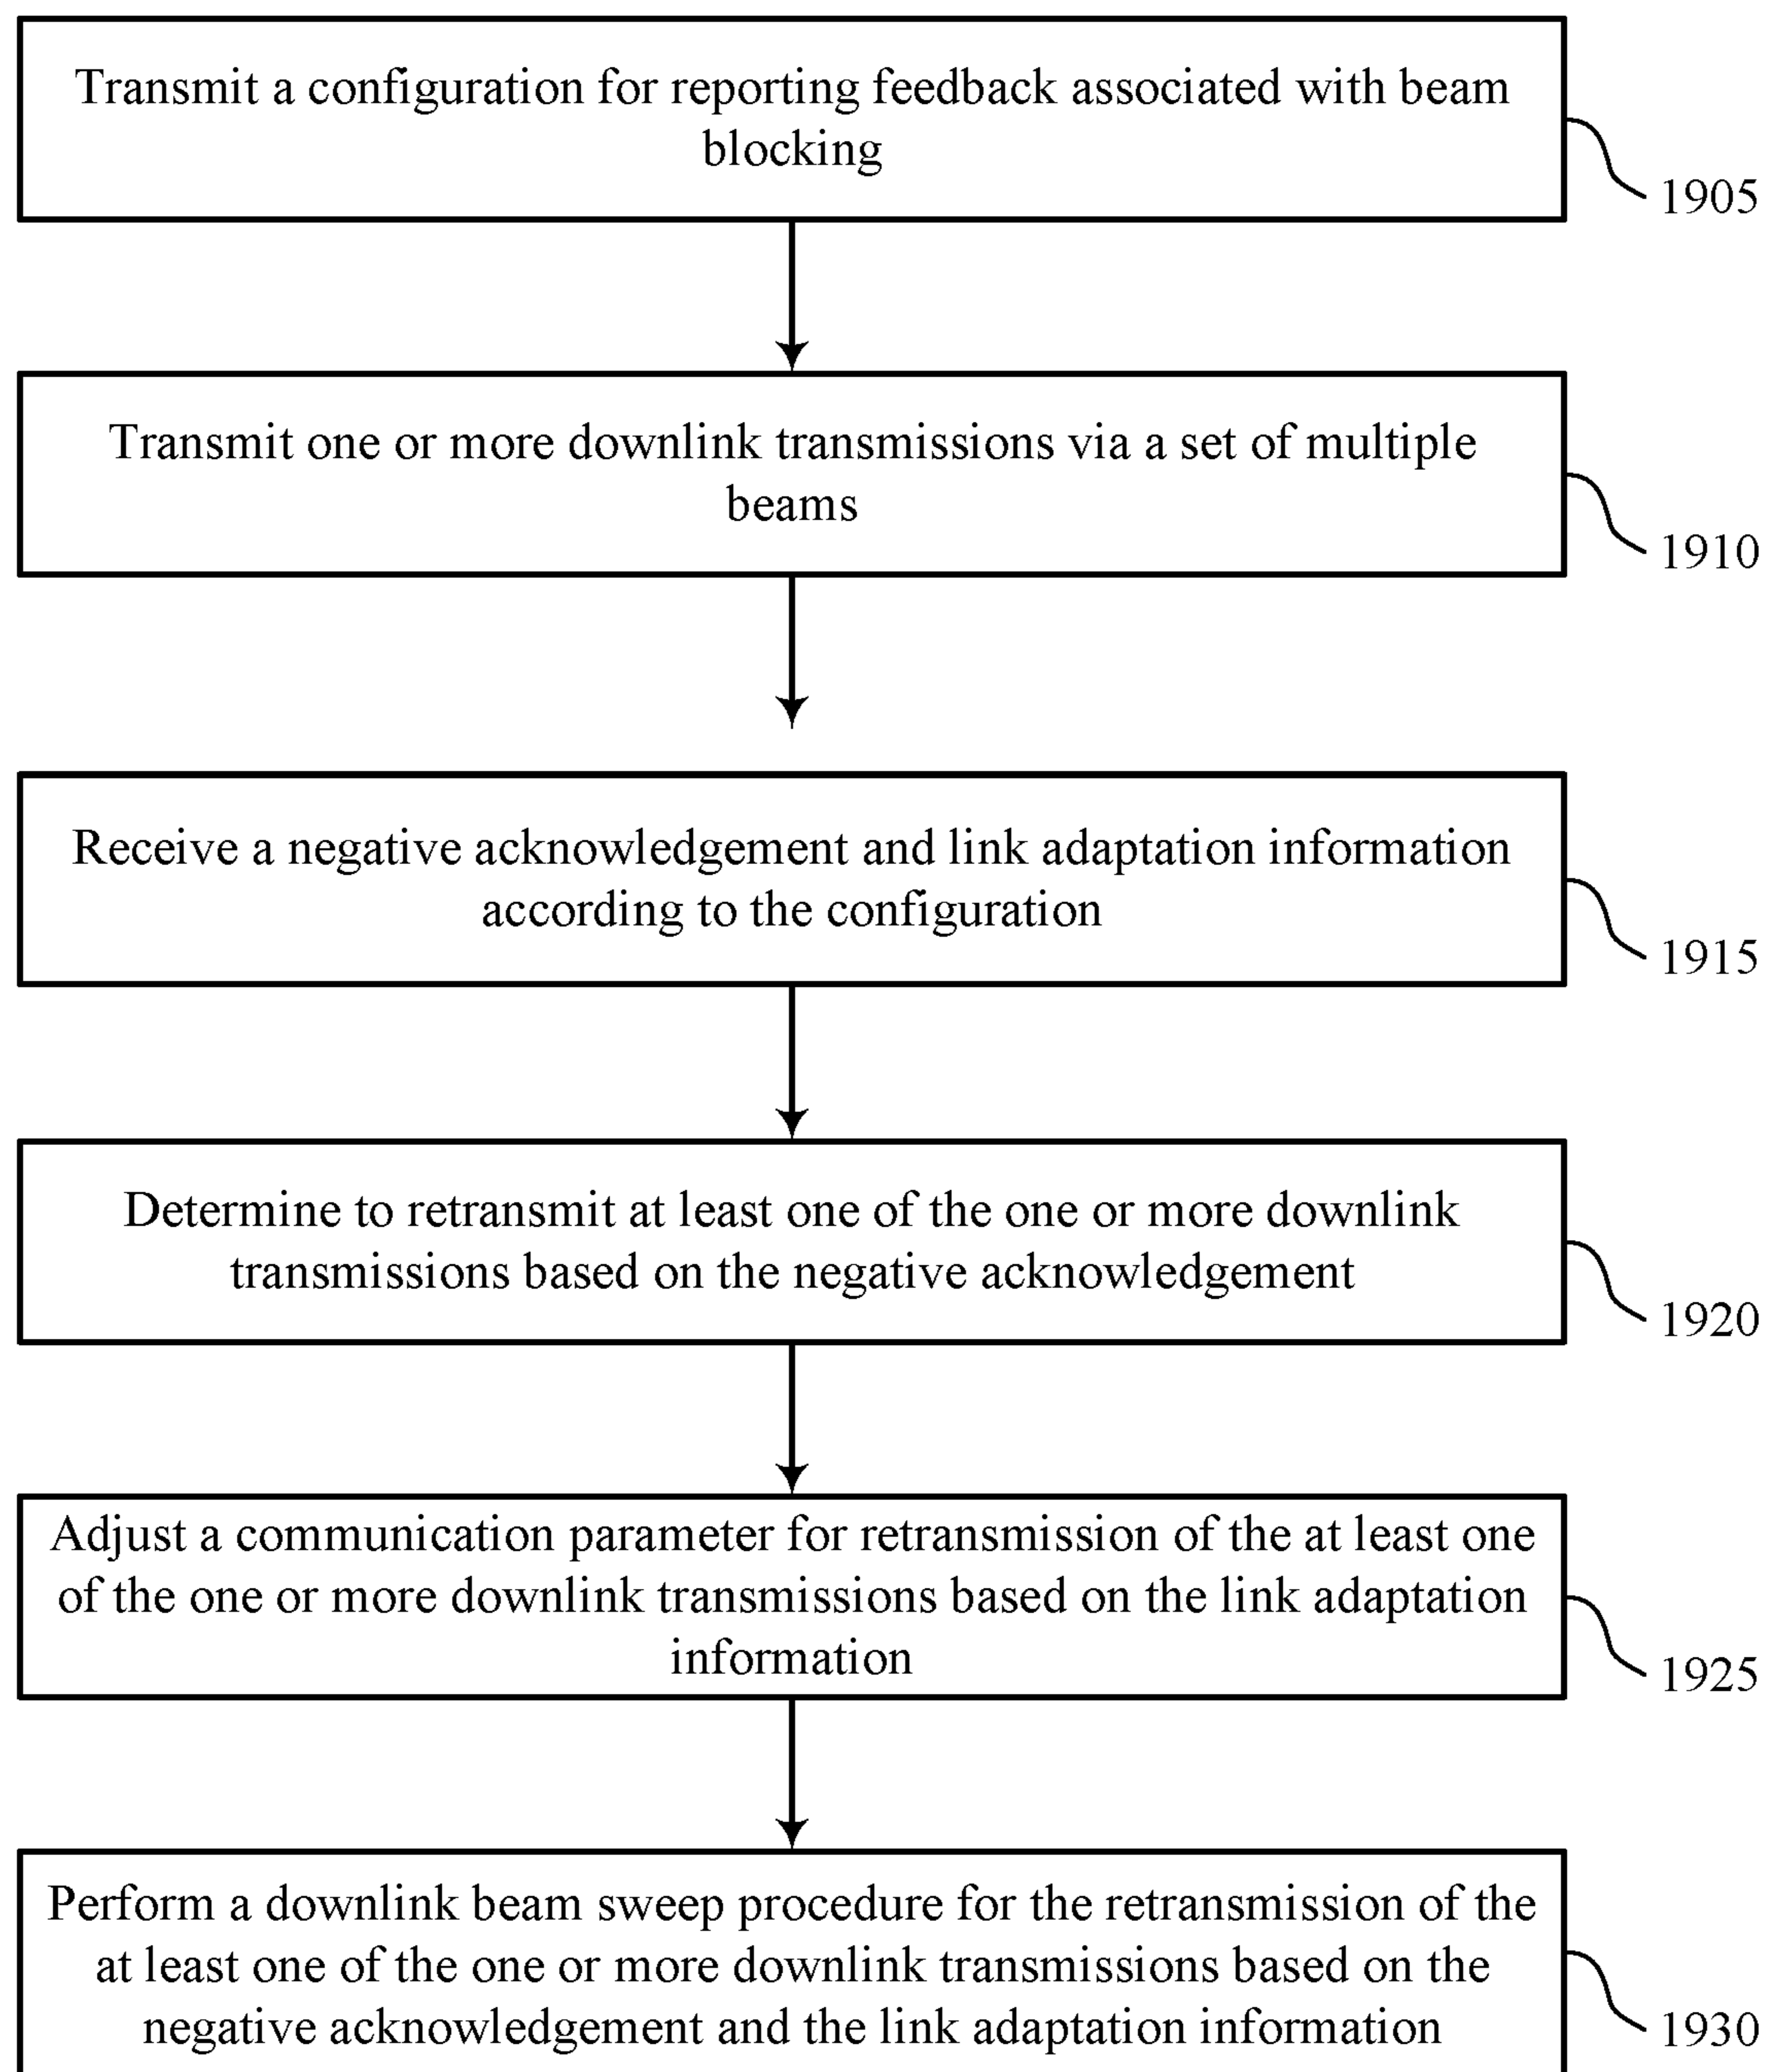 Transmit a configuration for reporting feedback associated with beam
blocking
1905
Transmit one or more downlink transmissions via a set of multiple
beams
1910
Receive a negative acknowledgement and link adaptation information
according to the configuration
1915
Determine to retransmit at least one of the one or more downlink
transmissions based on the negative acknowledgement
1920
Adjust a communication parameter for retransmission of the at least one
of the one or more downlink transmissions based on the link adaptation
information
1925
Perform a downlink beam sweep procedure for the retransmission of the
at least one of the one or more downlink transmissions based on the
negative acknowledgement and the link adaptation information
1930